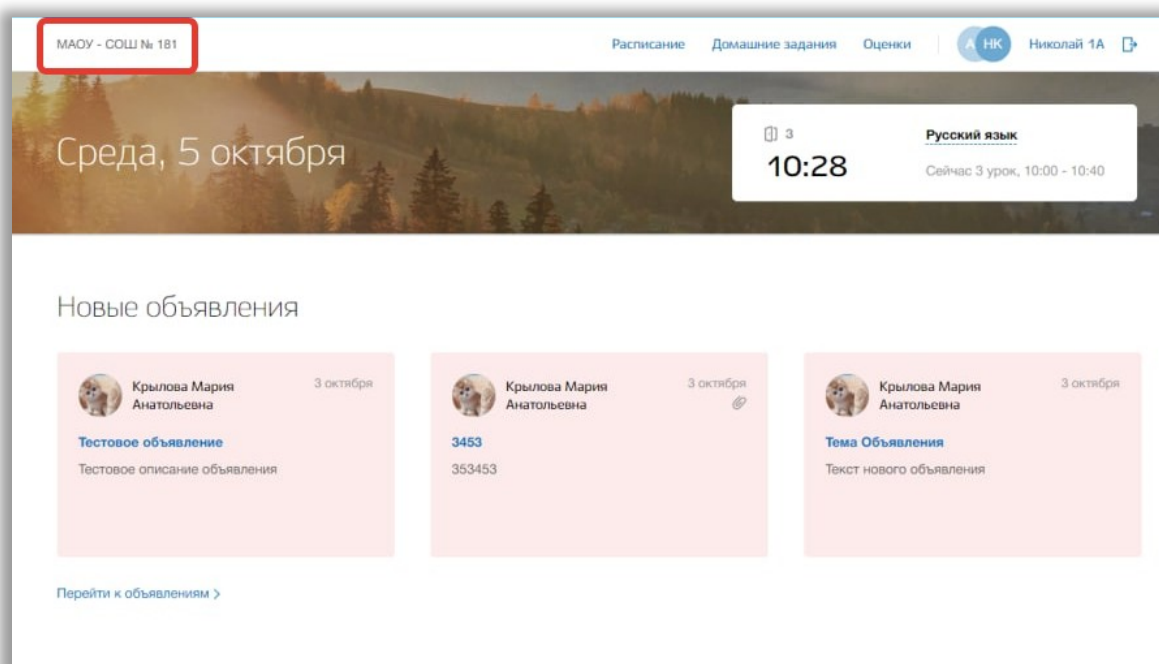 МАОУ - СОШ № 181
Расписание Домашние задания Оценки А НК Николай 1А
Среда, 5 октября
3
10:28
Русский язык
Сейчас 3 урок, 10:00 - 10:40
Новые объявления
Крылова Мария
Анатольевна
3 октября
Тестовое объявление
Тестовое описание объявления
Крылова Мария
Анатольевна
3 октября
3453
353453
Крылова Мария
Анатольевна
3 октября
Тема Объявления
Текст нового объявления
Перейти к объявлениям >